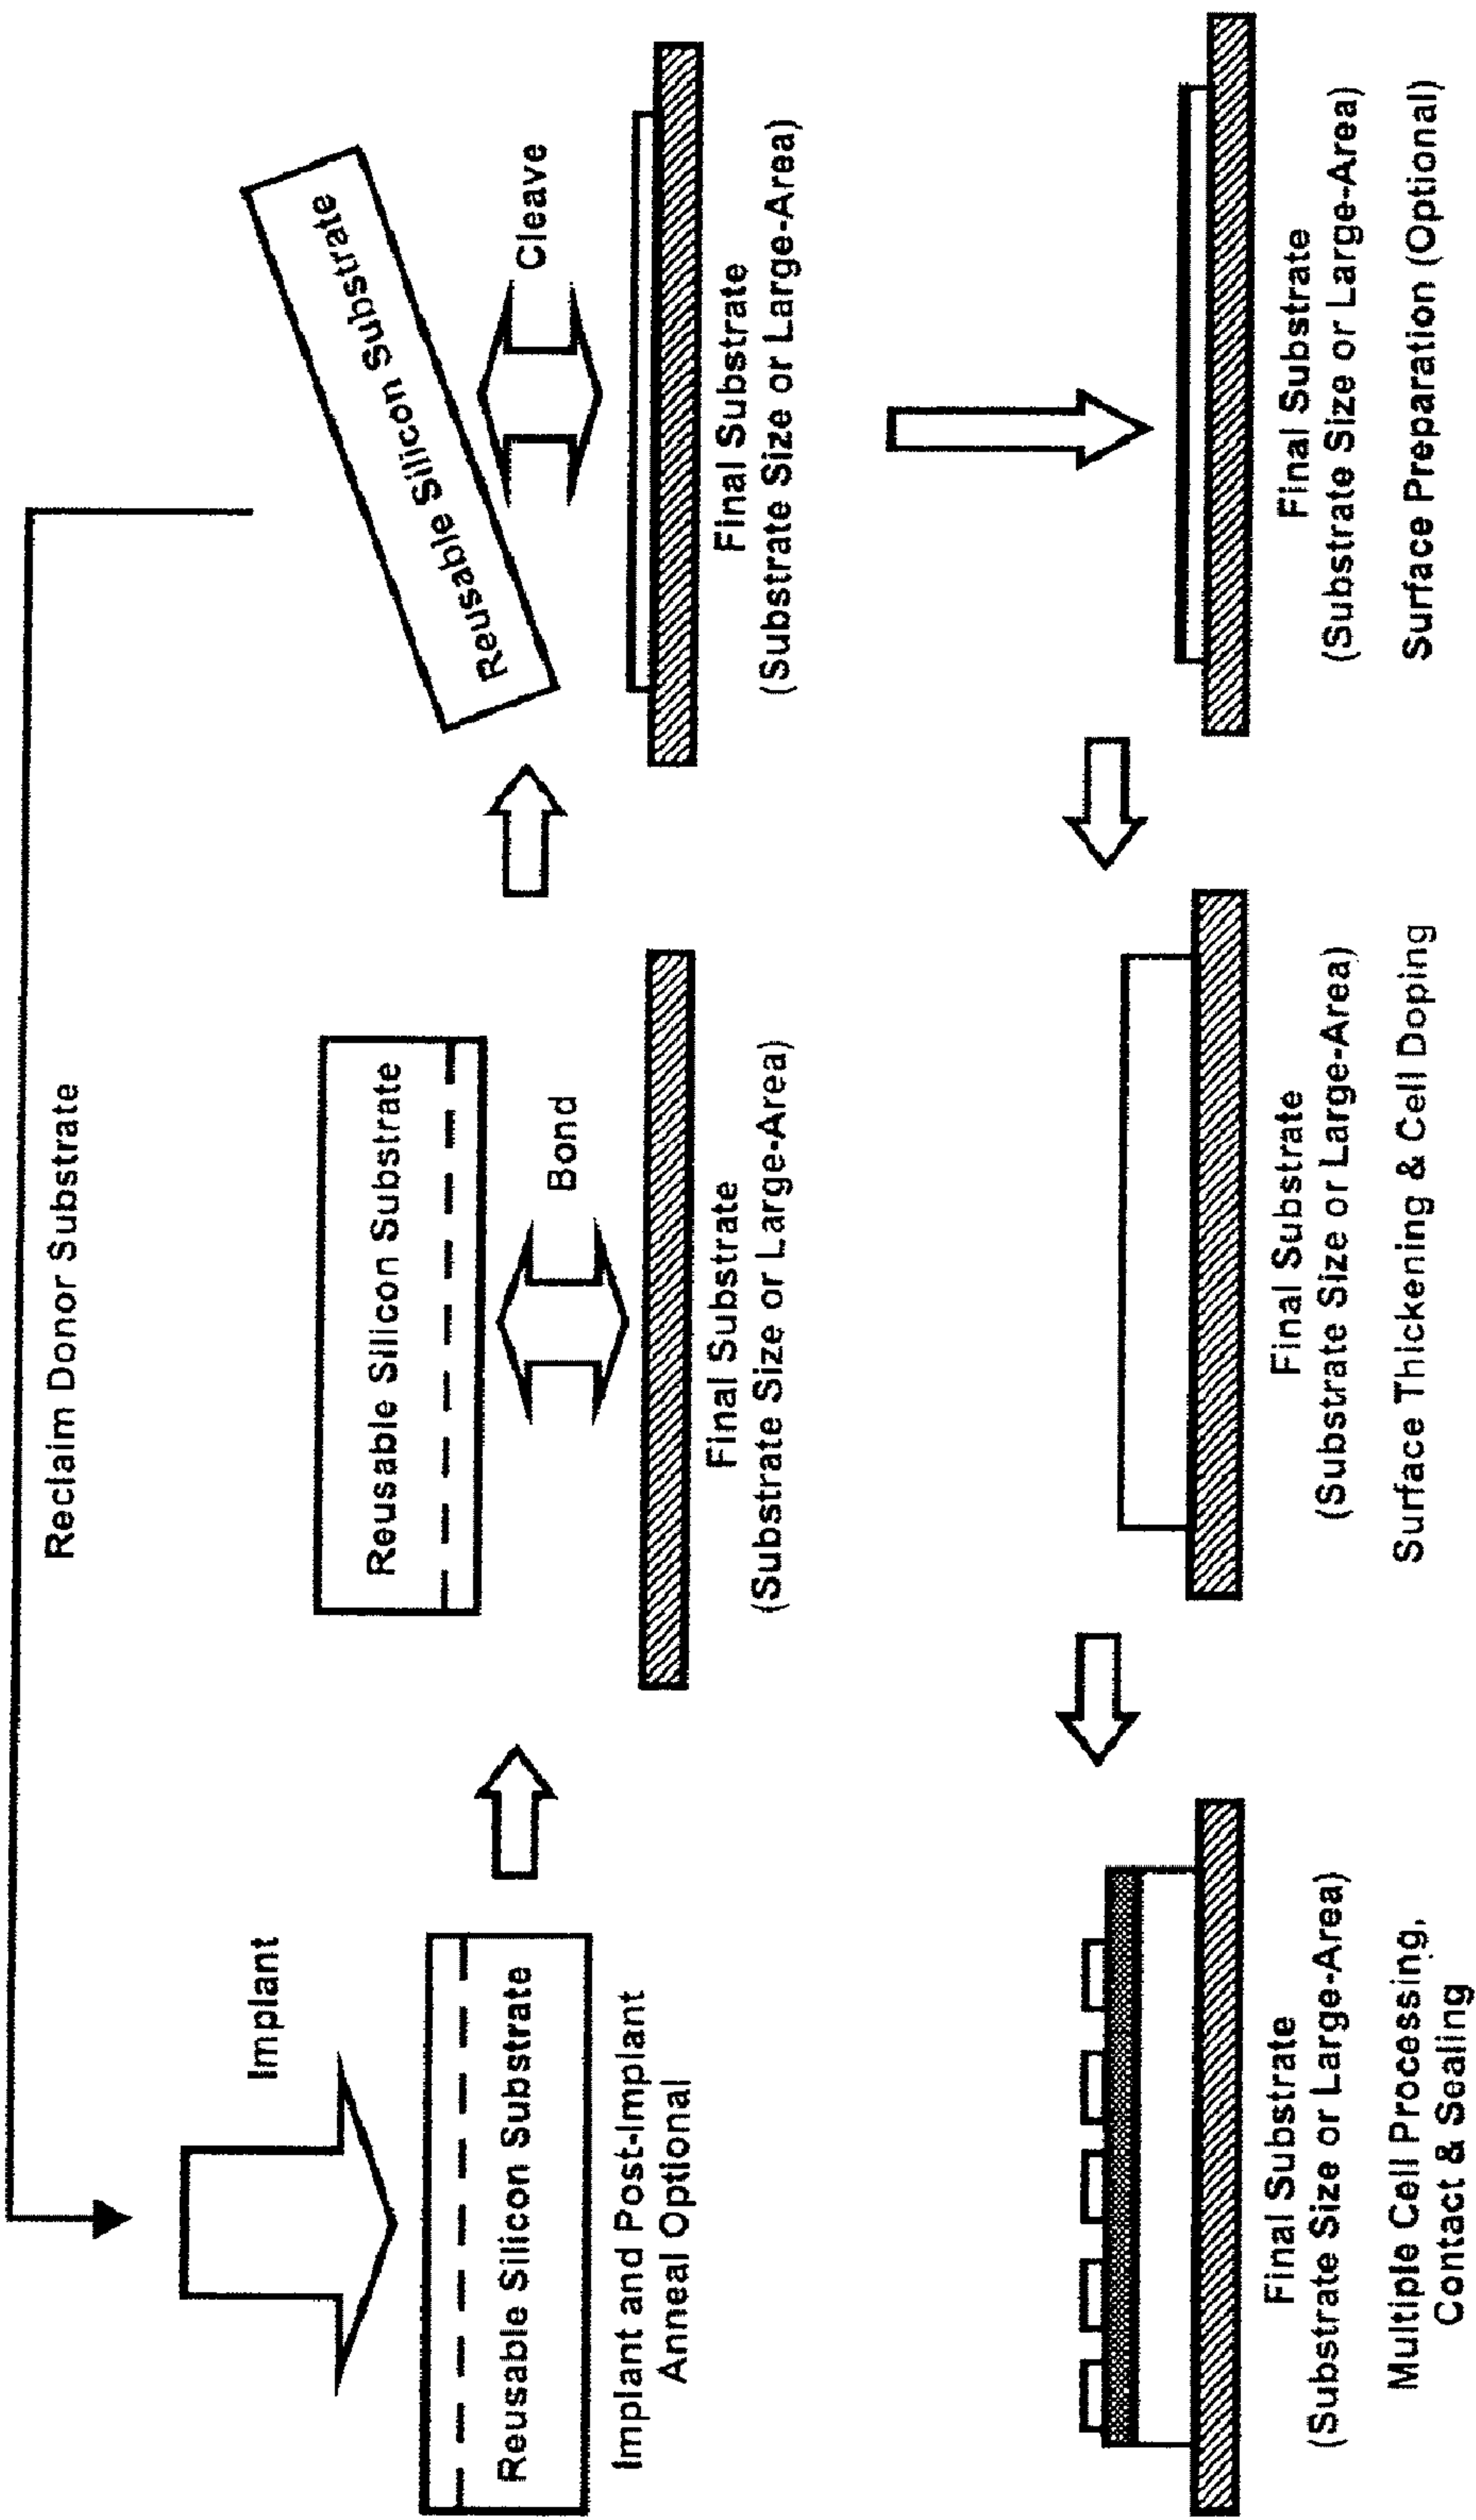 Reclaim Donor Substrate
Implant
Reusable Silicon Substrate
Implant and Post-Implant
Anneal Optional
Reusable Silicon Substrate
Bond
Final Substrate
(Substrate Size or Large-Area)
Reusable Silicon Substrate
Cleave
Final Substrate
(Substrate Size or Large-Area)
Final Substrate
(Substrate Size or Large-Area)
Multiple Cell Processing,
Contact & Sealing
Final Substrate
(Substrate Size or Large-Area)
Surface Thickening & Cell Doping
Final Substrate
(Substrate Size or Large-Area)
Surface Preparation (Optional)